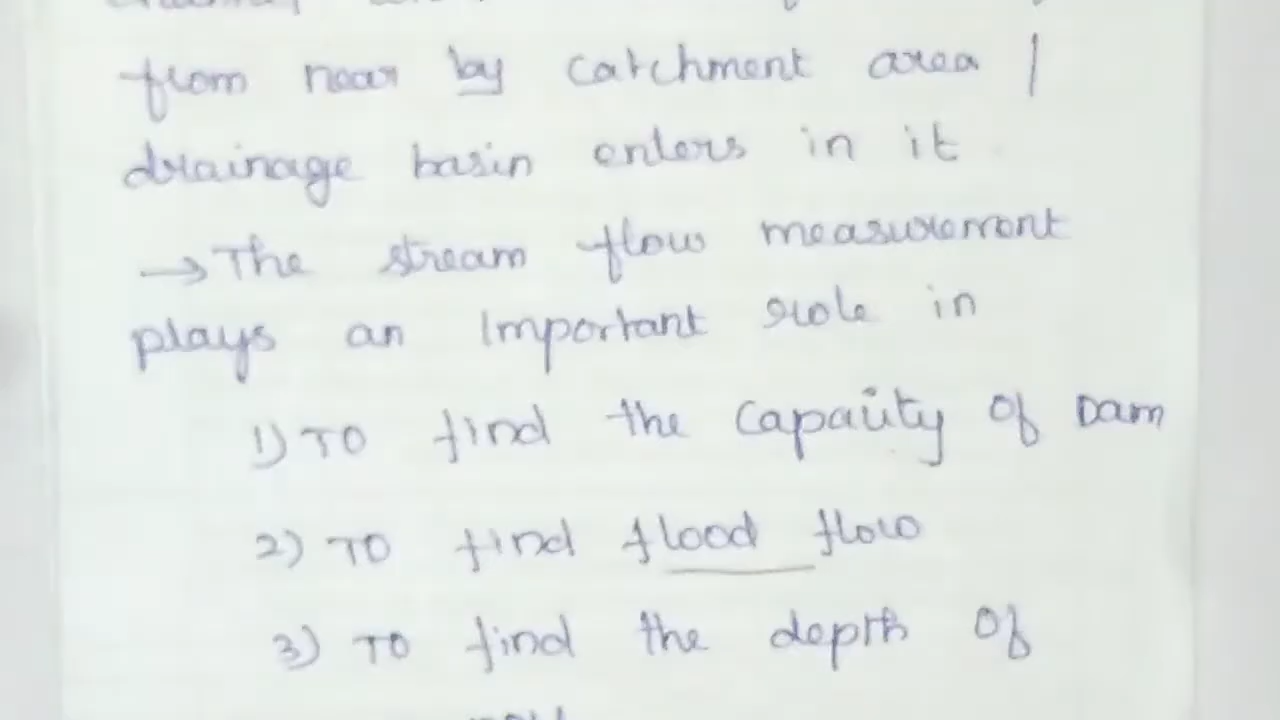 from near by catchment area |
drainage basin enters in it
→ The stream flow measurement
plays an Important role in
1) To find the capacity of Dam
2) To find flood flow
3) To find the depth of